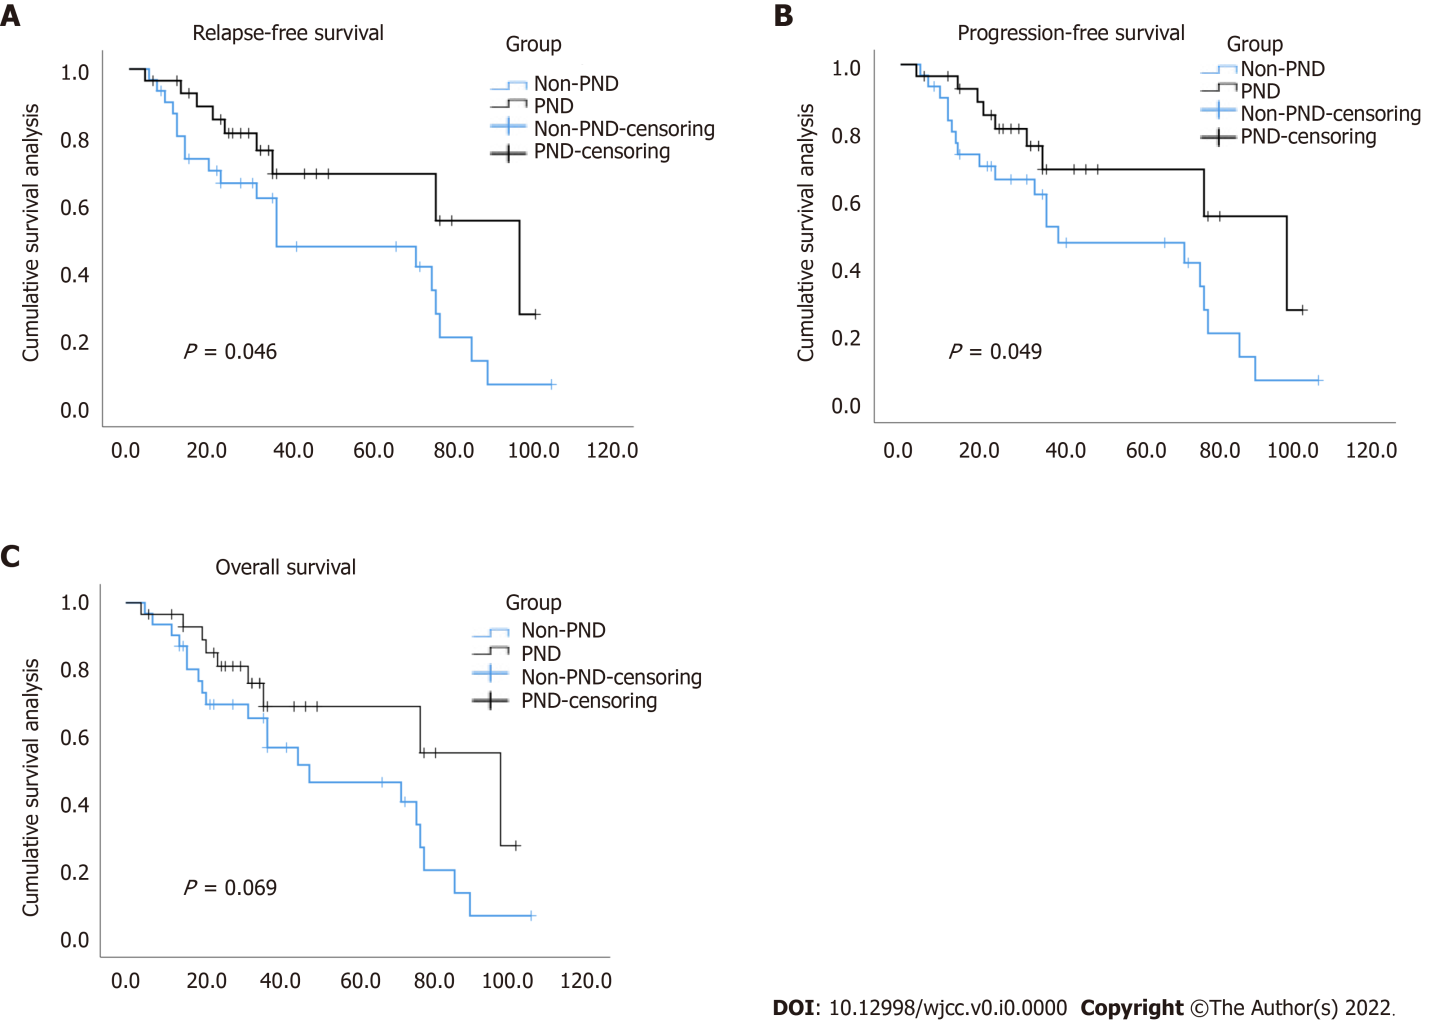 A
Relapse-free survival
Group
Non-PND
PND
Non-PND-censoring
PND-censoring
Cumulative survival analysis
1.0
0.8
0.6
0.4
0.2
0.0
P = 0.046
0.0 20.0 40.0 60.0 80.0 100.0 120.0
B
Progression-free survival
Group
Non-PND
PND
Non-PND-censoring
PND-censoring
Cumulative survival analysis
1.0
0.8
0.6
0.4
0.2
0.0
P = 0.049
0.0 20.0 40.0 60.0 80.0 100.0 120.0
C
Overall survival
Group
Non-PND
PND
Non-PND-censoring
PND-censoring
Cumulative survival analysis
1.0
0.8
0.6
0.4
0.2
0.0
P = 0.069
0.0 20.0 40.0 60.0 80.0 100.0 120.0
DOI: 10.12998/wjcc.v0.i0.0000 Copyright ©The Author(s) 2022.